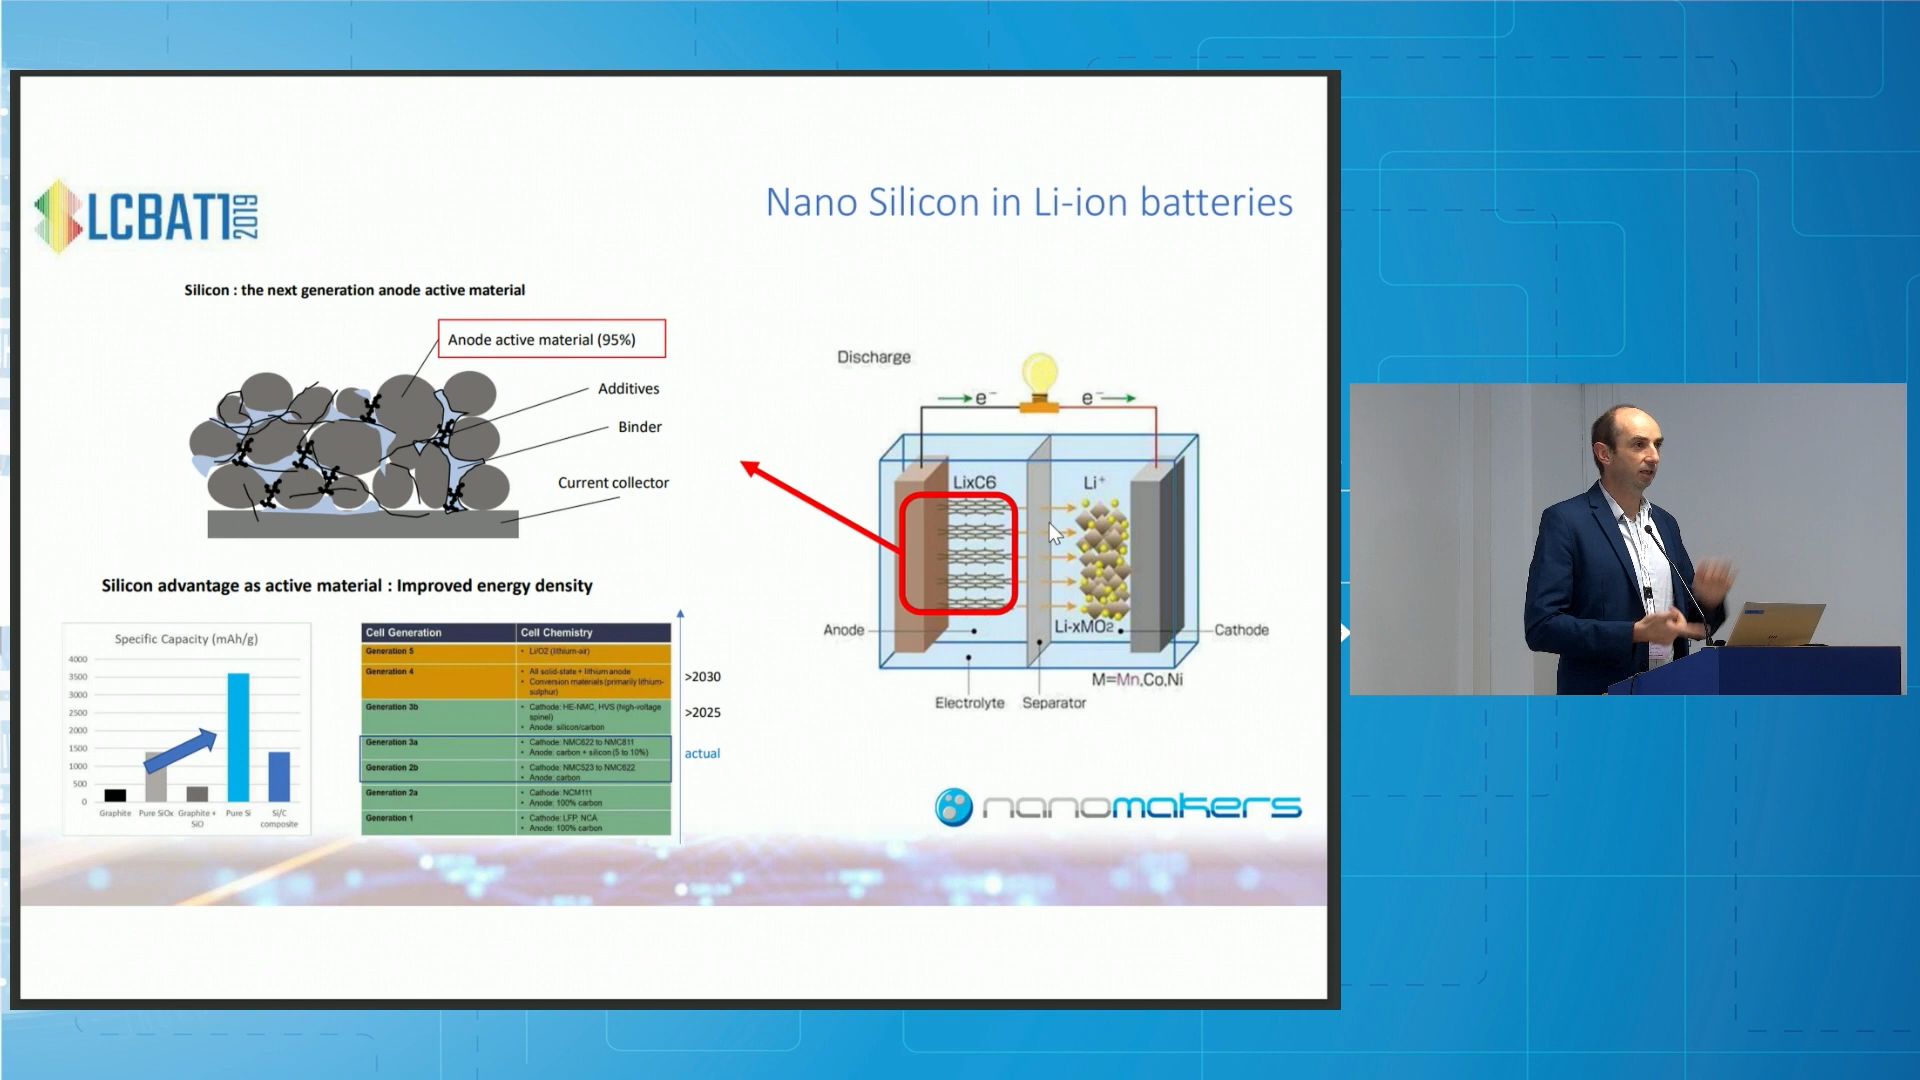 LCBAT1 2019
Nano Silicon in Li-ion batteries
Silicon : the next generation anode active material
Anode active material (95%)
Additives
Binder
Current collector
Discharge
e⁻ e⁻
LixC6 Li⁺
Li-xMO2
Anode Cathode
M=Mn,Co,Ni
Electrolyte Separator
Silicon advantage as active material : Improved energy density
Specific Capacity (mAh/g)
4000
3500
3000
2500
2000
1500
1000
500
0
Graphite Pure SiOx Graphite + SiO Pure Si Si/C composite
Cell Generation Cell Chemistry
Generation 5 • Li/O2 (lithium-air)
Generation 4 • All solid-state + lithium anode
• Conversion materials (primarily lithium-
sulphur)
Generation 3b • Cathode: HE-NMC, HVS (high-voltage
spinel)
• Anode: silicon/carbon
Generation 3a • Cathode: NMC622 to NMC811
• Anode: carbon + silicon (5 to 10%)
Generation 2b • Cathode: NMC523 to NMC622
• Anode: carbon
Generation 2a • Cathode: NCM111
• Anode: 100% carbon
Generation 1 • Cathode: LFP, NCA
• Anode: 100% carbon
>2030
>2025
actual
nanomakers